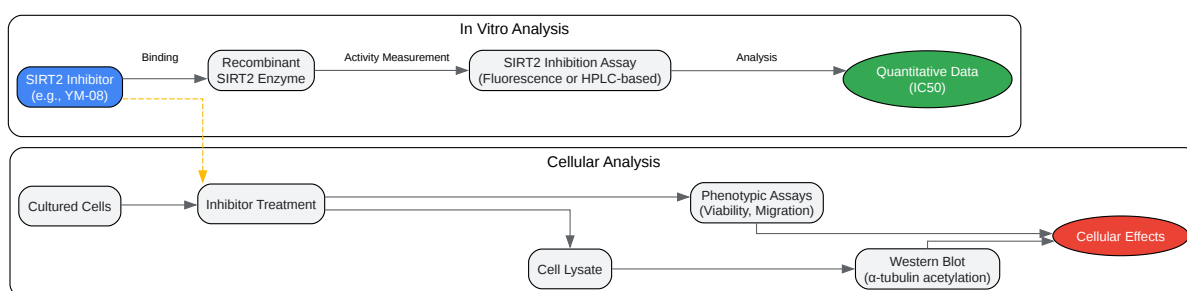 In Vitro Analysis
SIRT2 Inhibitor
(e.g., YM-08)
Binding
Recombinant
SIRT2 Enzyme
Activity Measurement
SIRT2 Inhibition Assay
(Fluorescence or HPLC-based)
Analysis
Quantitative Data
(IC50)
Cellular Analysis
Cultured Cells
Inhibitor Treatment
Phenotypic Assays
(Viability, Migration)
Cell Lysate
Western Blot
(α-tubulin acetylation)
Cellular Effects